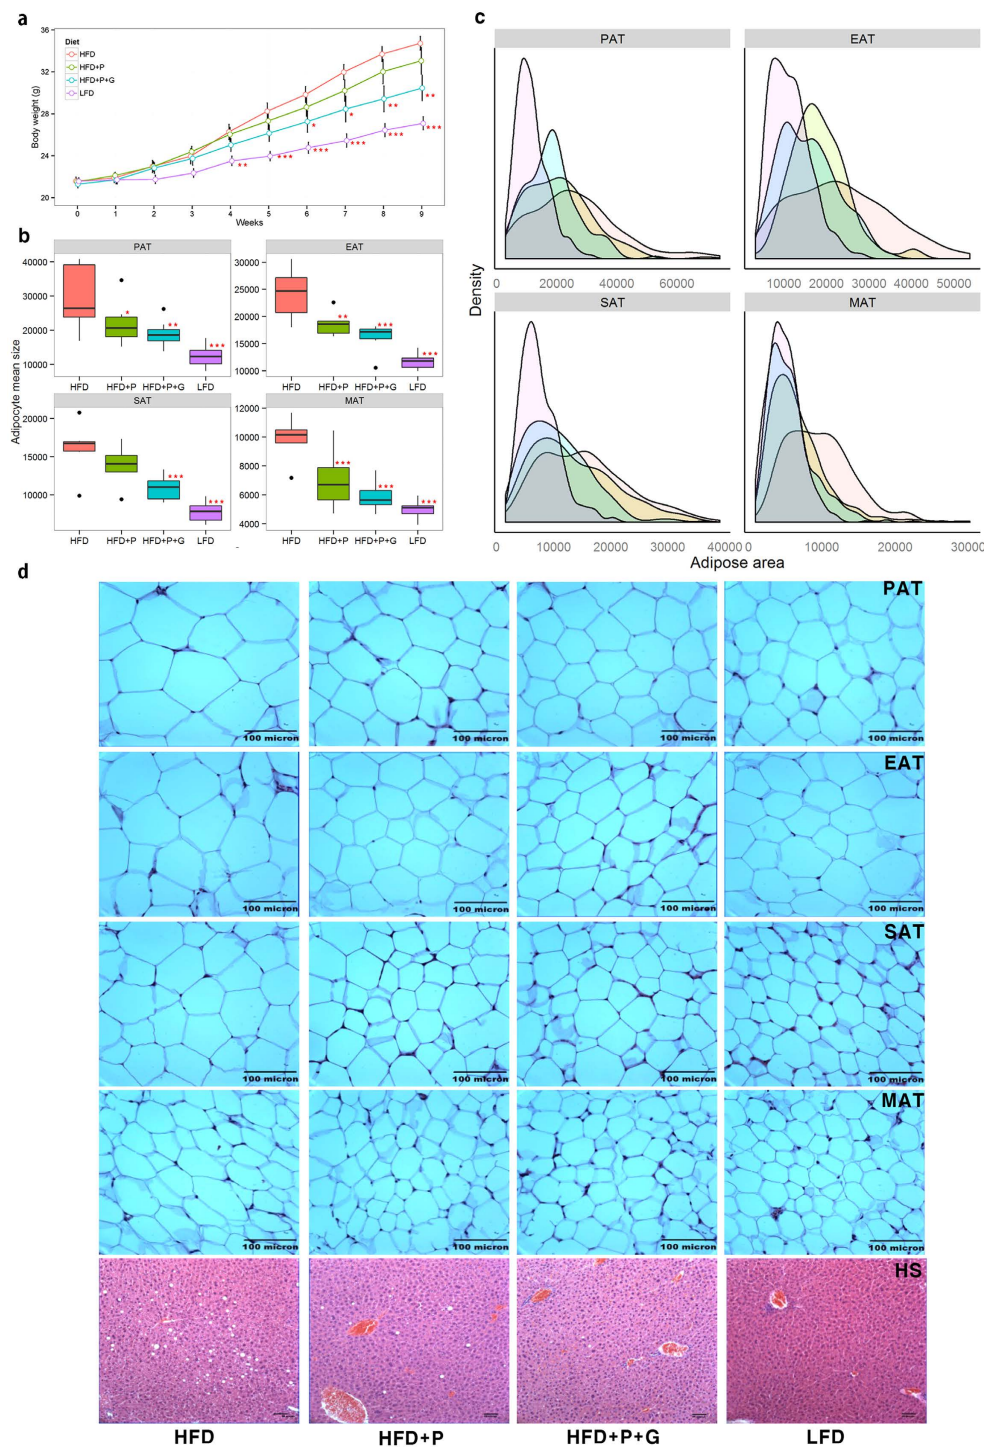 a
36
32
28
24
20
Body weight (g)
Diet
HFD
HFD+P
HFD+P+G
LFD
*
*
**
**
**
***
***
***
***
***
0 1 2 3 4 5 6 7 8 9
Weeks
b
Adipocyte mean size
PAT
40000
30000
20000
10000
*
**
***
HFD HFD+P HFD+P+G LFD
EAT
30000
25000
20000
15000
10000
**
***
***
HFD HFD+P HFD+P+G LFD
SAT
20000
15000
10000
***
***
HFD HFD+P HFD+P+G LFD
MAT
12000
10000
8000
6000
4000
***
***
***
HFD HFD+P HFD+P+G LFD
c
Density
PAT
20000 40000 60000
EAT
10000 20000 30000 40000 50000
SAT
0 10000 20000 30000 40000
MAT
0 10000 20000 30000
Adipose area
d
PAT
100 micron 100 micron 100 micron 100 micron
EAT
100 micron 100 micron 100 micron 100 micron
SAT
100 micron 100 micron 100 micron 100 micron
MAT
100 micron 100 micron 100 micron 100 micron
HS
HFD HFD+P HFD+P+G LFD